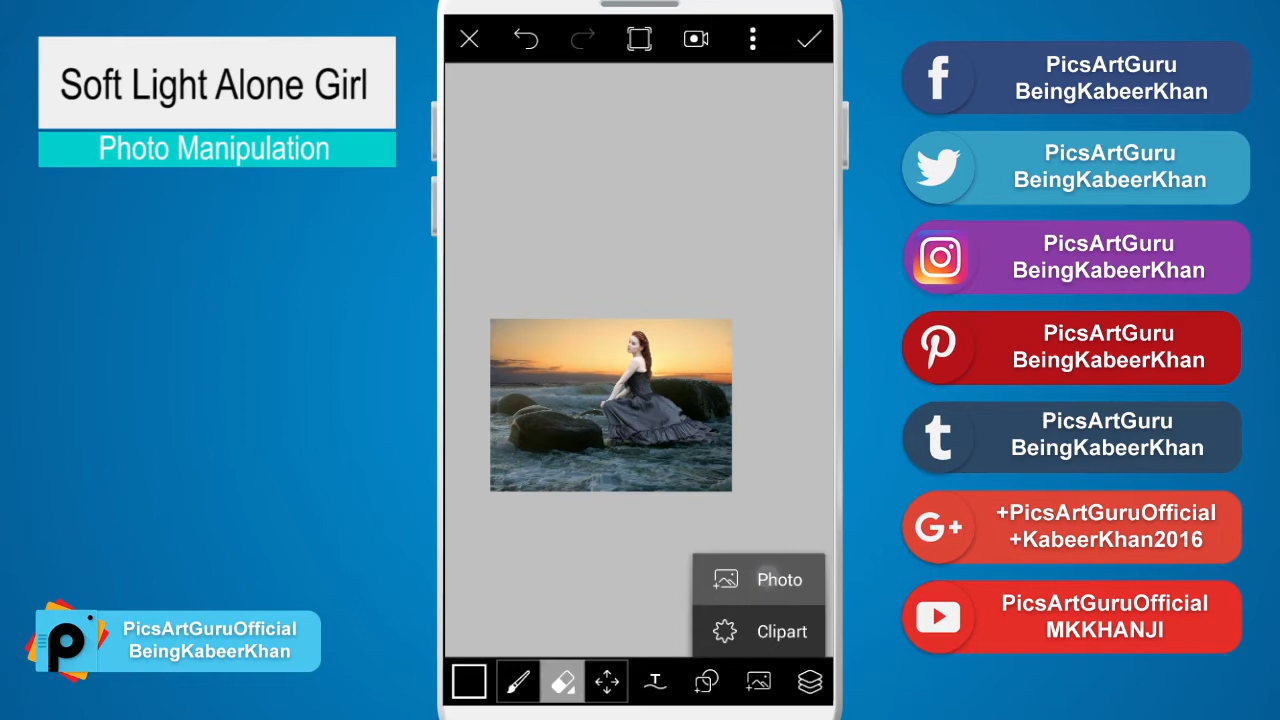 Soft Light Alone Girl
Photo Manipulation
PicsArtGuruOfficial
BeingKabeerKhan
Photo
Clipart
T
PicsArtGuru
BeingKabeerKhan
PicsArtGuru
BeingKabeerKhan
PicsArtGuru
BeingKabeerKhan
PicsArtGuru
BeingKabeerKhan
PicsArtGuru
BeingKabeerKhan
+PicsArtGuruOfficial
+KabeerKhan2016
PicsArtGuruOfficial
MKKHANJI